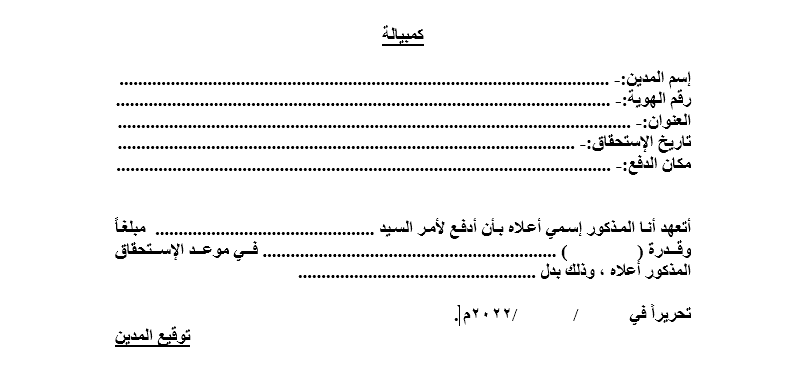 كمبيالة
إسم المدين:- ........................................................................................................
رقم الهوية:- .........................................................................................................
العنوان:- .............................................................................................................
تاريخ الإستحقاق:- .................................................................................................
مكان الدفع:- .........................................................................................................
أتعهد أنا المذكور إسمي أعلاه بأن أدفع لأمر السيد .............................................. مبلغاً
وقدرة ( ) .............................................................. في موعد الإستحقاق
المذكور أعلاه ، وذلك بدل ..................................................
تحريراً في / /٢٠٢٢م .
توقيع المدين